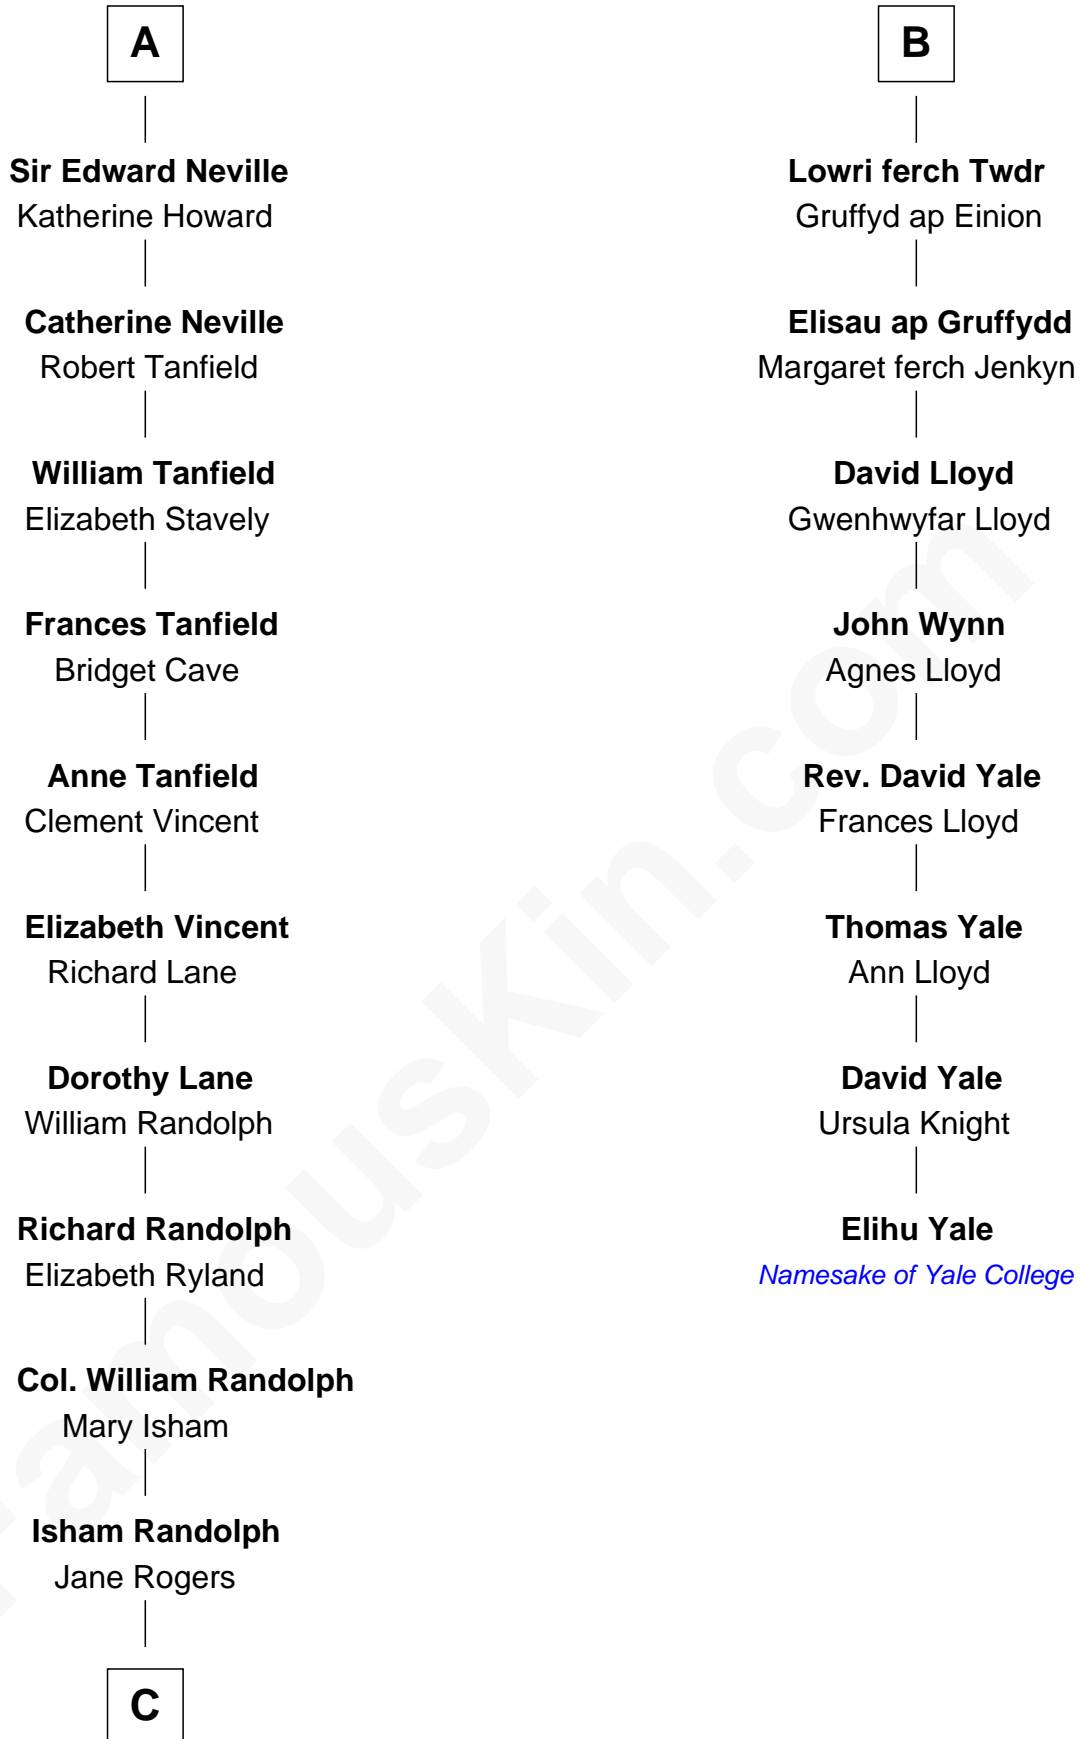 A
Sir Edward Neville
Katherine Howard
Catherine Neville
Robert Tanfield
William Tanfield
Elizabeth Stavely
Frances Tanfield
Bridget Cave
Anne Tanfield
Clement Vincent
Elizabeth Vincent
Richard Lane
Dorothy Lane
William Randolph
Richard Randolph
Elizabeth Ryland
Col. William Randolph
Mary Isham
Isham Randolph
Jane Rogers
C
B
Lowri ferch Twdr
Gruffyd ap Einion
Elisau ap Gruffydd
Margaret ferch Jenkyn
David Lloyd
Gwenhwyfar Lloyd
John Wynn
Agnes Lloyd
Rev. David Yale
Frances Lloyd
Thomas Yale
Ann Lloyd
David Yale
Ursula Knight
Elihu Yale
Namesake of Yale College
FamousKin.com